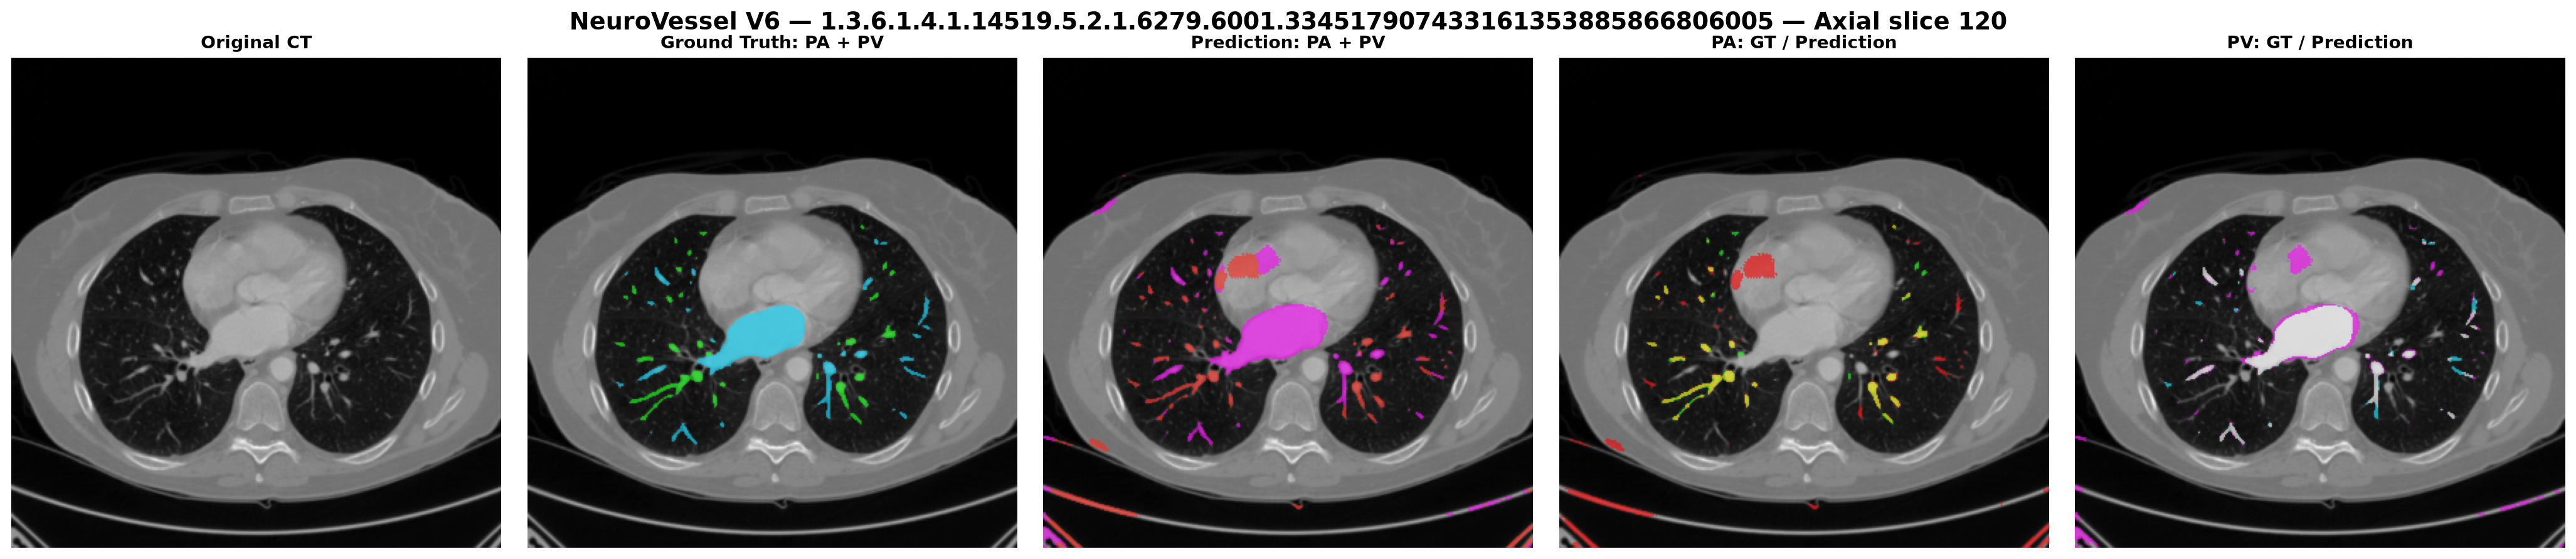 NeuroVessel V6 — 1.3.6.1.4.1.14519.5.2.1.6279.6001.334517907433161353885866806005 — Axial slice 120
Original CT
Ground Truth: PA + PV
Prediction: PA + PV
PA: GT / Prediction
PV: GT / Prediction